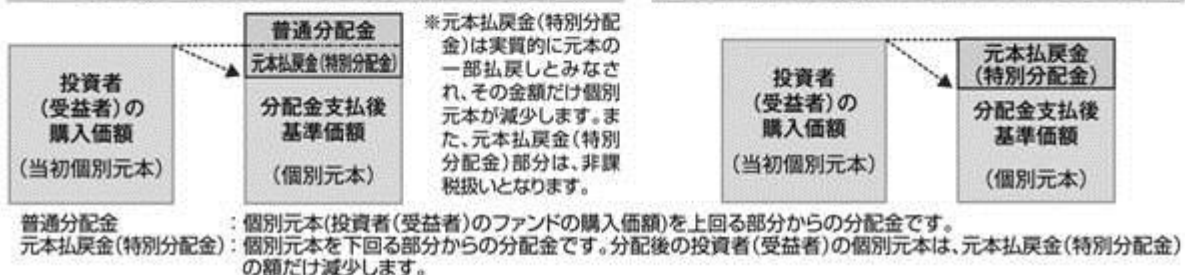 投資者
(受益者)の
購入価額
(当初個別元本)
普通分配金
元本払戻金(特別分配金)
分配金支払後
基準価額
(個別元本)
※元本払戻金(特別分配
金)は実質的に元本の
一部払戻しとみなさ
れ、その金額だけ個別
元本が減少します。ま
た、元本払戻金(特別
分配金)部分は、非課
税扱いとなります。
投資者
(受益者)の
購入価額
(当初個別元本)
元本払戻金
(特別分配金)
分配金支払後
基準価額
(個別元本)
普通分配金 :個別元本(投資者(受益者)のファンドの購入価額)を上回る部分からの分配金です。
元本払戻金(特別分配金):個別元本を下回る部分からの分配金です。分配後の投資者(受益者)の個別元本は、元本払戻金(特別分配金)
の額だけ減少します。